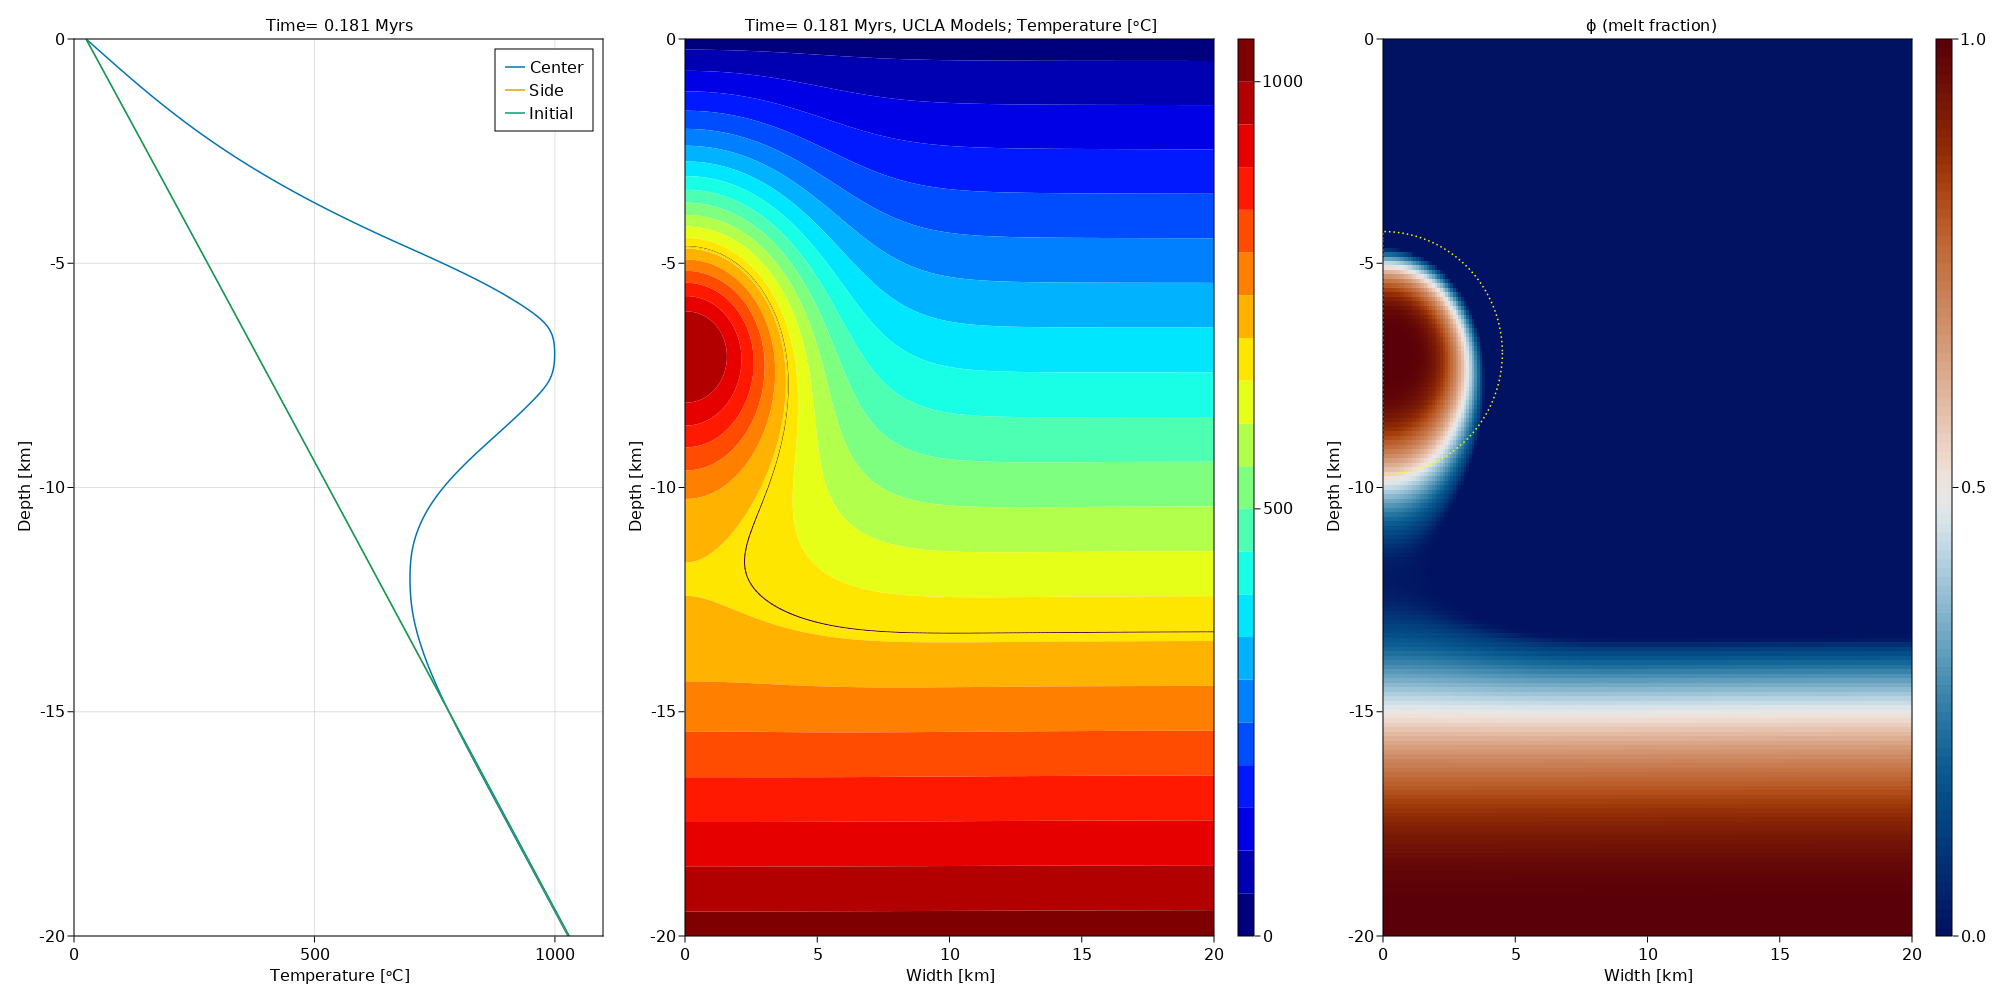 Time= 0.181 Myrs
Time= 0.181 Myrs, UCLA Models; Temperature [ᵒC]
ϕ (melt fraction)
Center
Side
Initial
0
-5
-10
-15
-20
Depth [km]
0
500
1000
Temperature [ᵒC]
0
-5
-10
-15
-20
Depth [km]
0
5
10
15
20
Width [km]
1000
500
0
0
-5
-10
-15
-20
Depth [km]
0
5
10
15
20
Width [km]
1.0
0.5
0.0